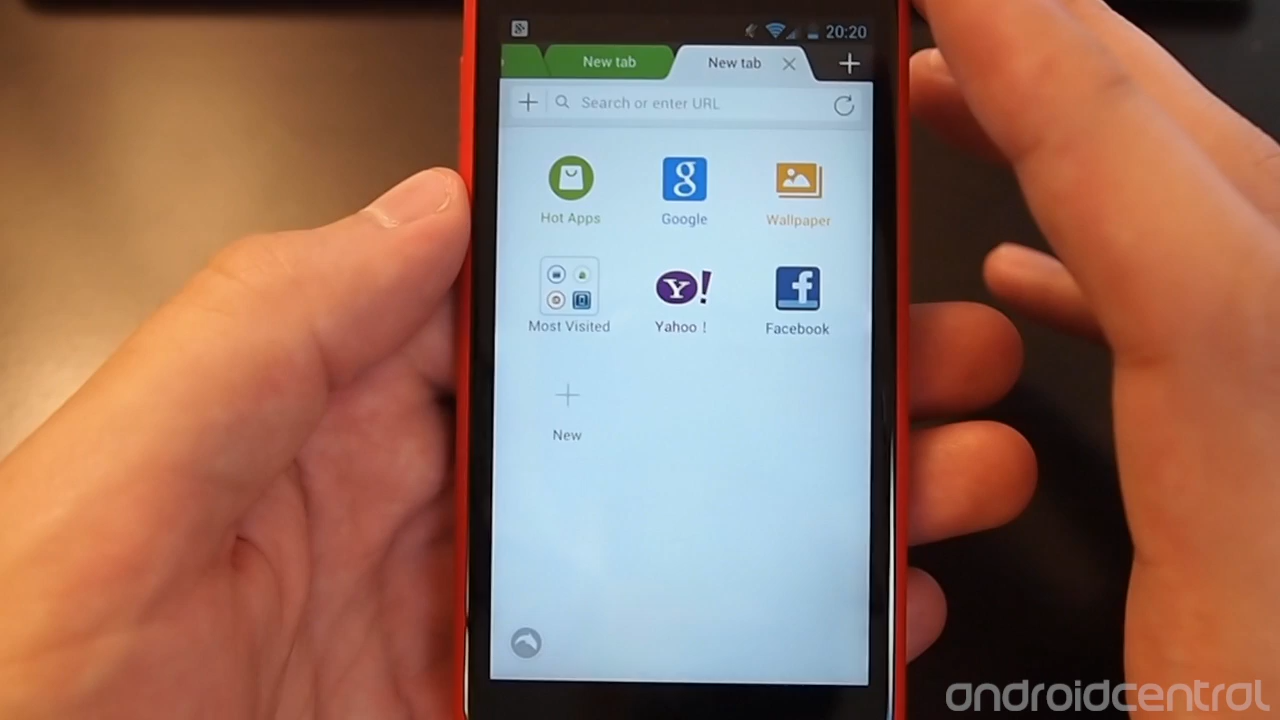 20:20
New tab New tab
Search or enter URL
Hot Apps Google Wallpaper
Most Visited Yahoo ! Facebook
New
androidcentral